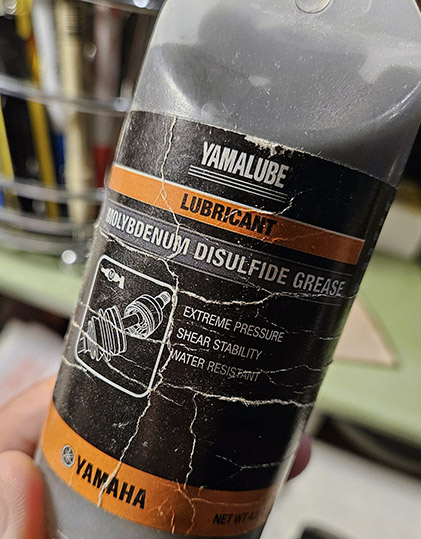 YAMALUBE
LUBRICANT
MOLYBDENUM DISULFIDE GREASE
EXTREME PRESSURE
SHEAR STABILITY
WATER RESISTANT
YAMAHA
NET WT